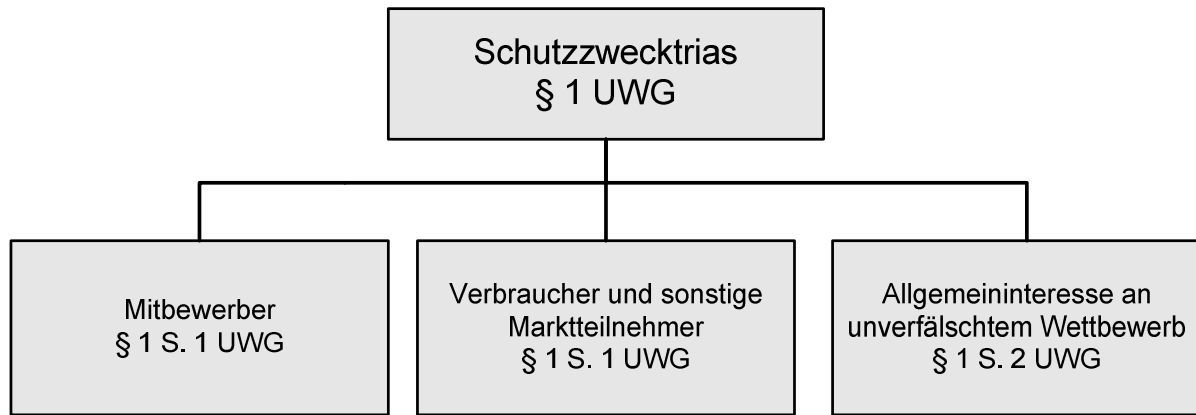 Schutzzwecktrias
§ 1 UWG
Mitbewerber
§ 1 S. 1 UWG
Verbraucher und sonstige
Marktteilnehmer
§ 1 S. 1 UWG
Allgemeininteresse an
unverfälschtem Wettbewerb
§ 1 S. 2 UWG